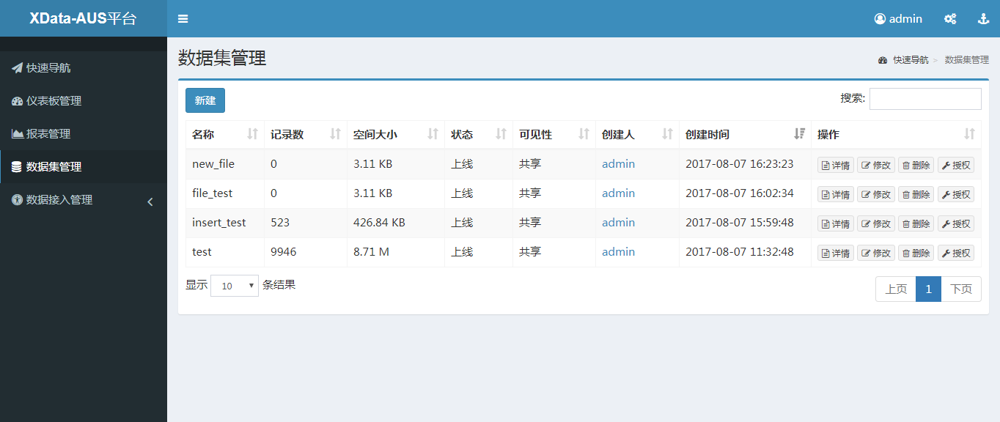 XData-AUS平台
admin
快速导航
仪表板管理
报表管理
数据集管理
数据接入管理
数据集管理
快速导航 > 数据集管理
新建
搜索:
名称 记录数 空间大小 状态 可见性 创建人 创建时间 操作
new_file 0 3.11 KB 上线 共享 admin 2017-08-07 16:23:23 详情 修改 删除 授权
file_test 0 3.11 KB 上线 共享 admin 2017-08-07 16:02:34 详情 修改 删除 授权
insert_test 523 426.84 KB 上线 共享 admin 2017-08-07 15:59:48 详情 修改 删除 授权
test 9946 8.71 M 上线 共享 admin 2017-08-07 11:32:48 详情 修改 删除 授权
显示 10 条结果
上页 1 下页